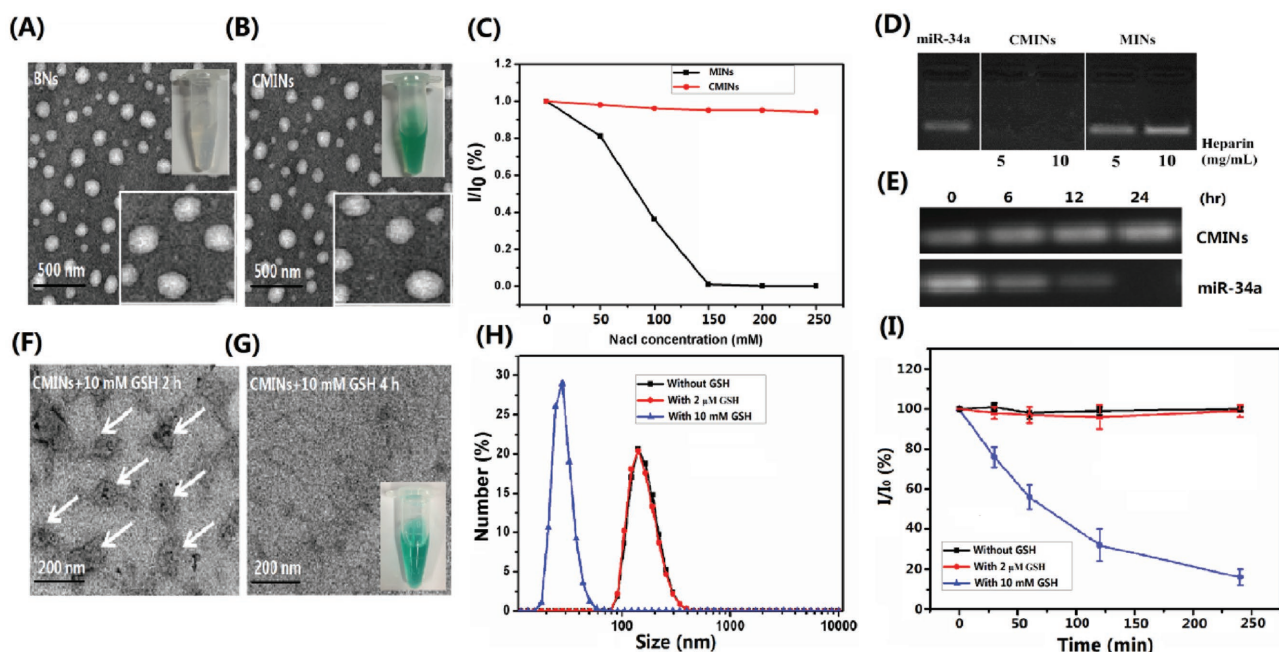 (A)
BNs
500 nm
(B)
CMINs
500 nm
(C)
I/I0 (%)
1.2
1.0
0.8
0.6
0.4
0.2
0.0
MINs
CMINs
0 50 100 150 200 250
Nacl concentration (mM)
(D)
miR-34a CMINs MINs
5 10 5 10
Heparin
(mg/mL)
(E)
0 6 12 24 (hr)
CMINs
miR-34a
(F)
CMINs+10 mM GSH 2 h
200 nm
(G)
CMINs+10 mM GSH 4 h
200 nm
(H)
Number (%)
30
25
20
15
10
5
0
Without GSH
With 2 μM GSH
With 10 mM GSH
100 1000 10000
Size (nm)
(I)
I/I0 (%)
120
100
80
60
40
20
0
Without GSH
With 2 μM GSH
With 10 mM GSH
0 50 100 150 200 250
Time (min)